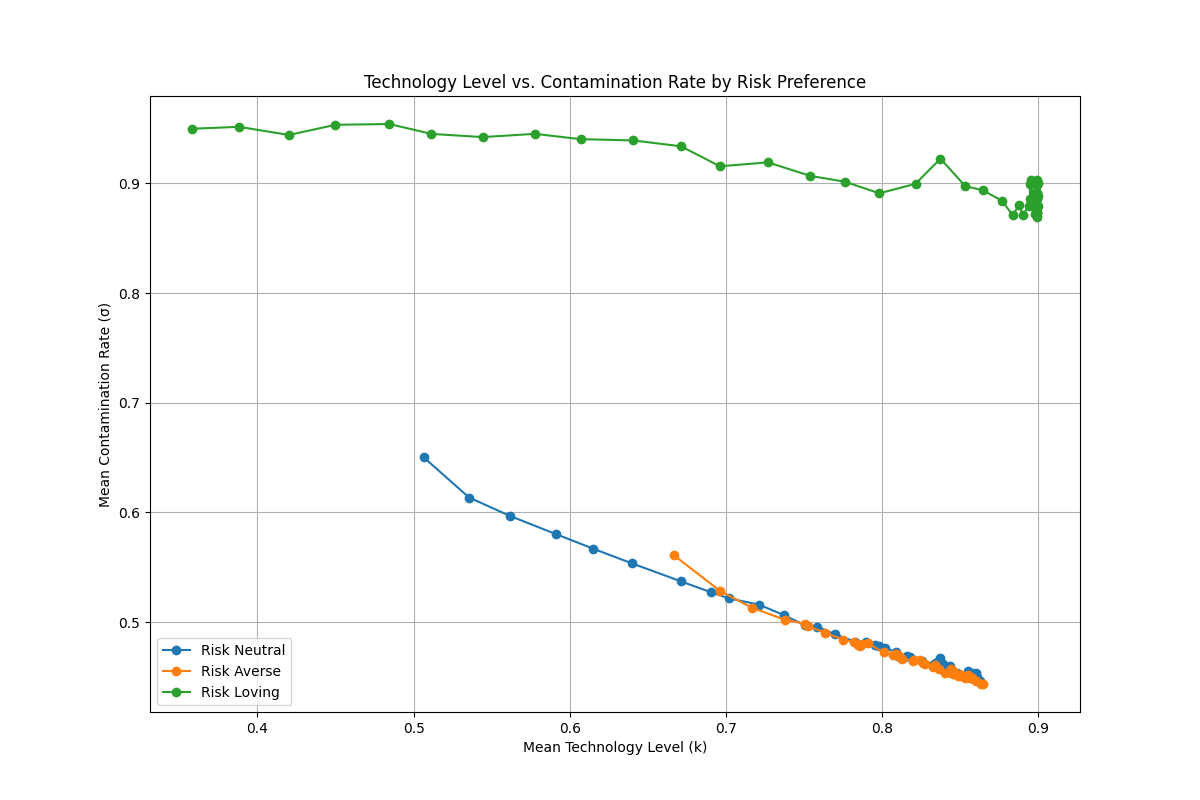 Technology Level vs. Contamination Rate by Risk Preference
Mean Contamination Rate (σ)
0.9
0.8
0.7
0.6
0.5
Risk Neutral
Risk Averse
Risk Loving
0.4
0.5
0.6
0.7
0.8
0.9
Mean Technology Level (k)